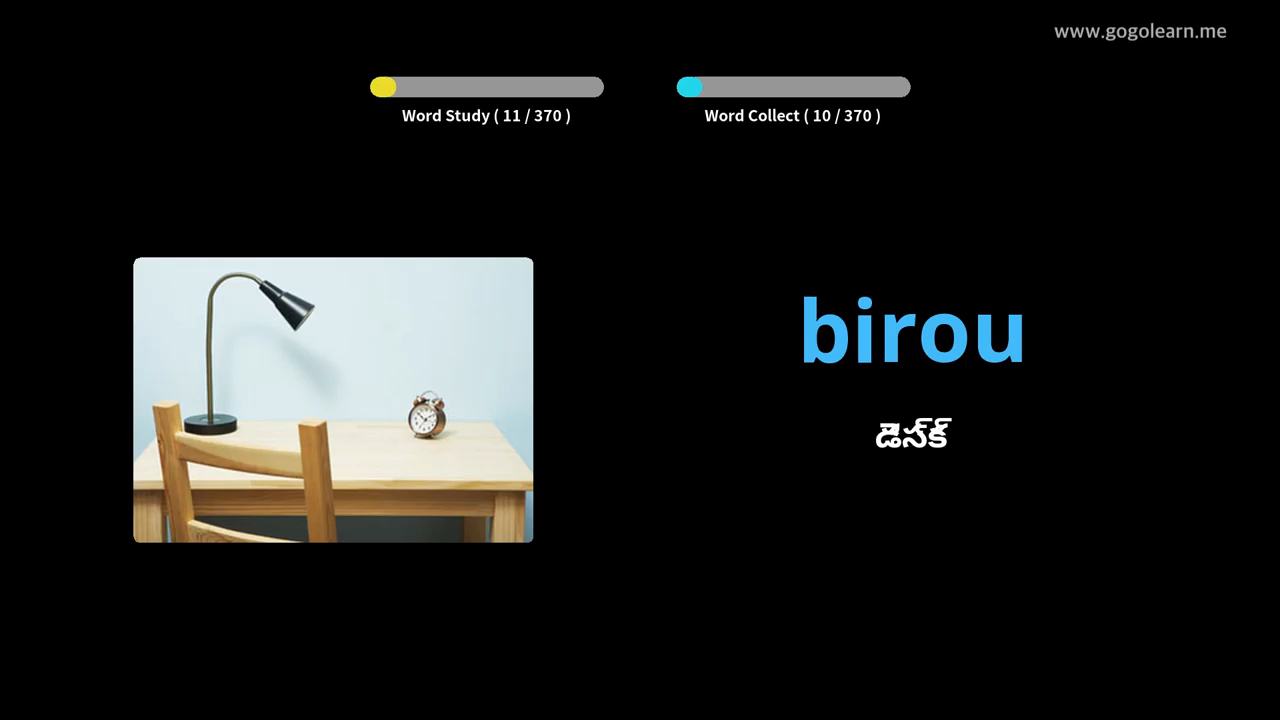 www.gogolearn.me
Word Study ( 11 / 370 )
Word Collect ( 10 / 370 )
birou
డెస్క్